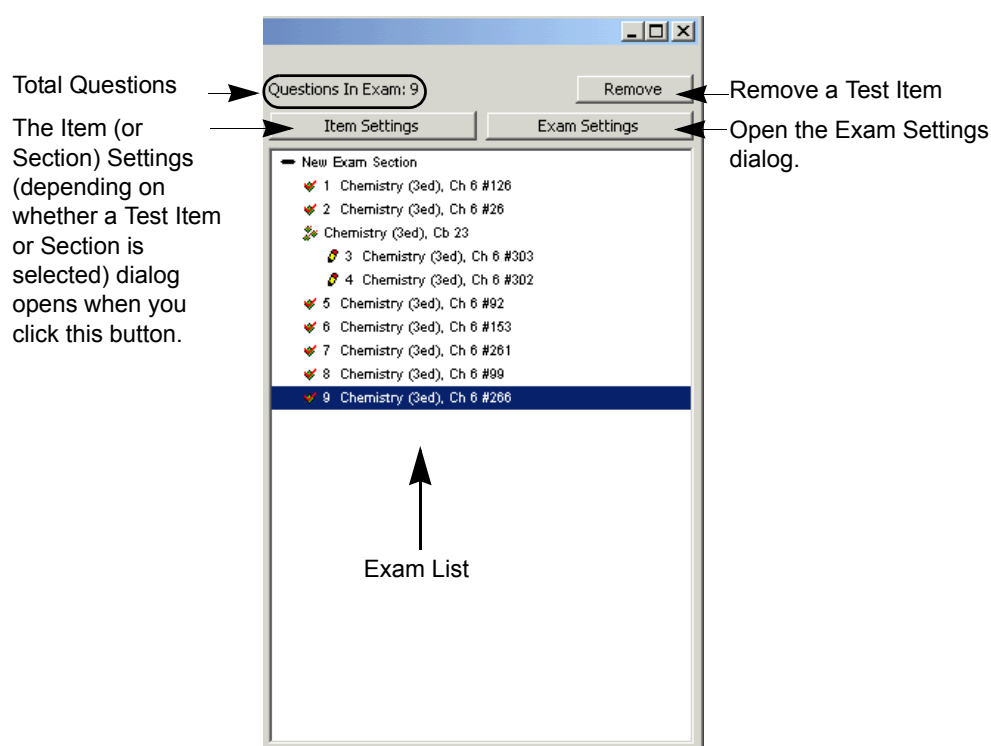 Total Questions
The Item (or
Section) Settings
(depending on
whether a Test Item
or Section is
selected) dialog
opens when you
click this button.
Questions In Exam: 9
Remove
Item Settings
Exam Settings
New Exam Section
1 Chemistry (3ed), Ch 6 #126
2 Chemistry (3ed), Ch 6 #26
Chemistry (3ed), Cb 23
3 Chemistry (3ed), Ch 6 #303
4 Chemistry (3ed), Ch 6 #302
5 Chemistry (3ed), Ch 6 #92
6 Chemistry (3ed), Ch 6 #153
7 Chemistry (3ed), Ch 6 #261
8 Chemistry (3ed), Ch 6 #99
9 Chemistry (3ed), Ch 6 #266
Exam List
Remove a Test Item
Open the Exam Settings
dialog.